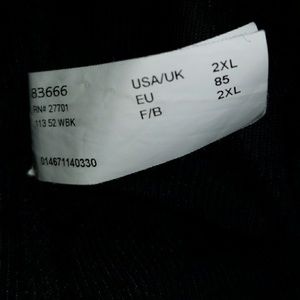 83666
RN# 27701
113 52 WBK
014671140330
USA/UK 2XL
EU 85
F/B 2XL